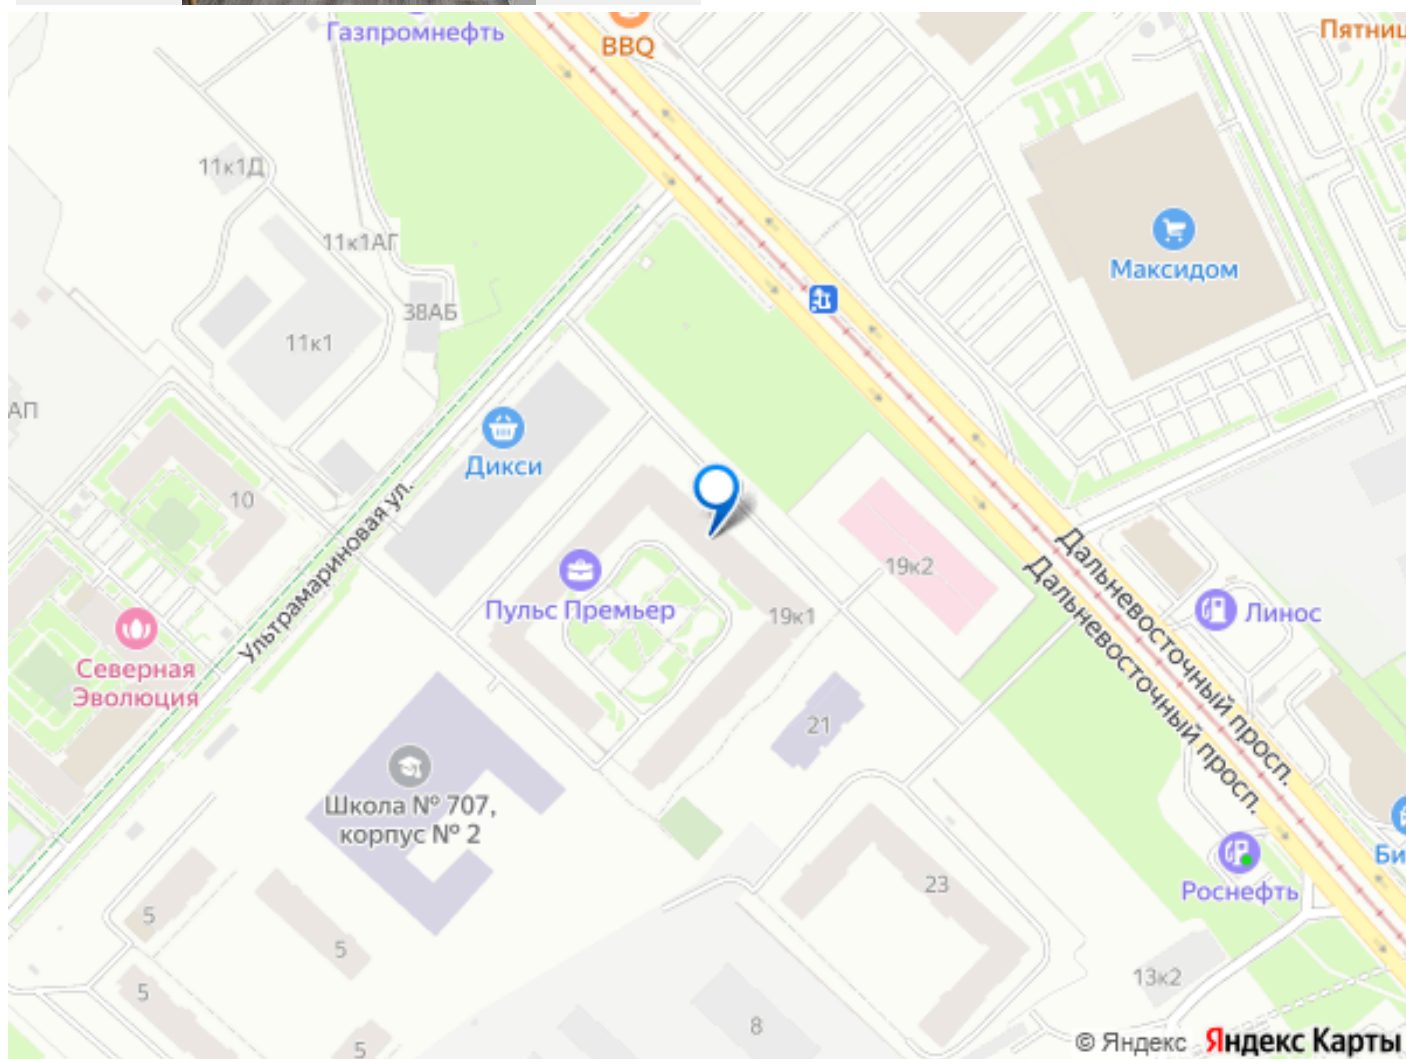 Газпромнефть
BBQ
Пятниц
11к1Д
11к1АГ
Максидом
38АБ
11к1
АП
Дикси
10
Ультрамариновая ул.
19к2
Дальневосточный просп.
Дальневосточный просп.
Пульс Премьер
19к1
Линос
Северная
Эволюция
21
Школа № 707,
корпус № 2
Би
Роснефть
23
5
5
5
13к2
8
5
© Яндекс Яндекс Карты